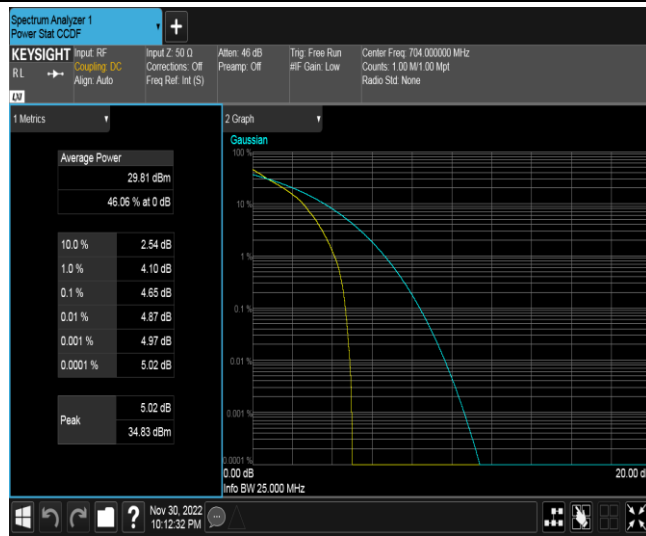 Spectrum Analyzer 1
Power Stat CCDF
+
KEYSIGHT
RL
LXI
Input: RF
Coupling: DC
Align: Auto
Input Z: 50 Ω
Corrections: Off
Freq Ref: Int (S)
Atten: 46 dB
Preamp: Off
Trig: Free Run
#IF Gain: Low
Center Freq: 704.000000 MHz
Counts: 1.00 M/1.00 Mpt
Radio Std: None
1 Metrics
Average Power
29.81 dBm
46.06 % at 0 dB
10.0 % 2.54 dB
1.0 % 4.10 dB
0.1 % 4.65 dB
0.01 % 4.87 dB
0.001 % 4.97 dB
0.0001 % 5.02 dB
Peak
5.02 dB
34.83 dBm
2 Graph
Gaussian
100 %
10 %
1 %
0.1 %
0.01 %
0.001 %
0.0001 %
0.00 dB
20.00 d
Info BW 25.000 MHz
?
Nov 30, 2022
10:12:32 PM